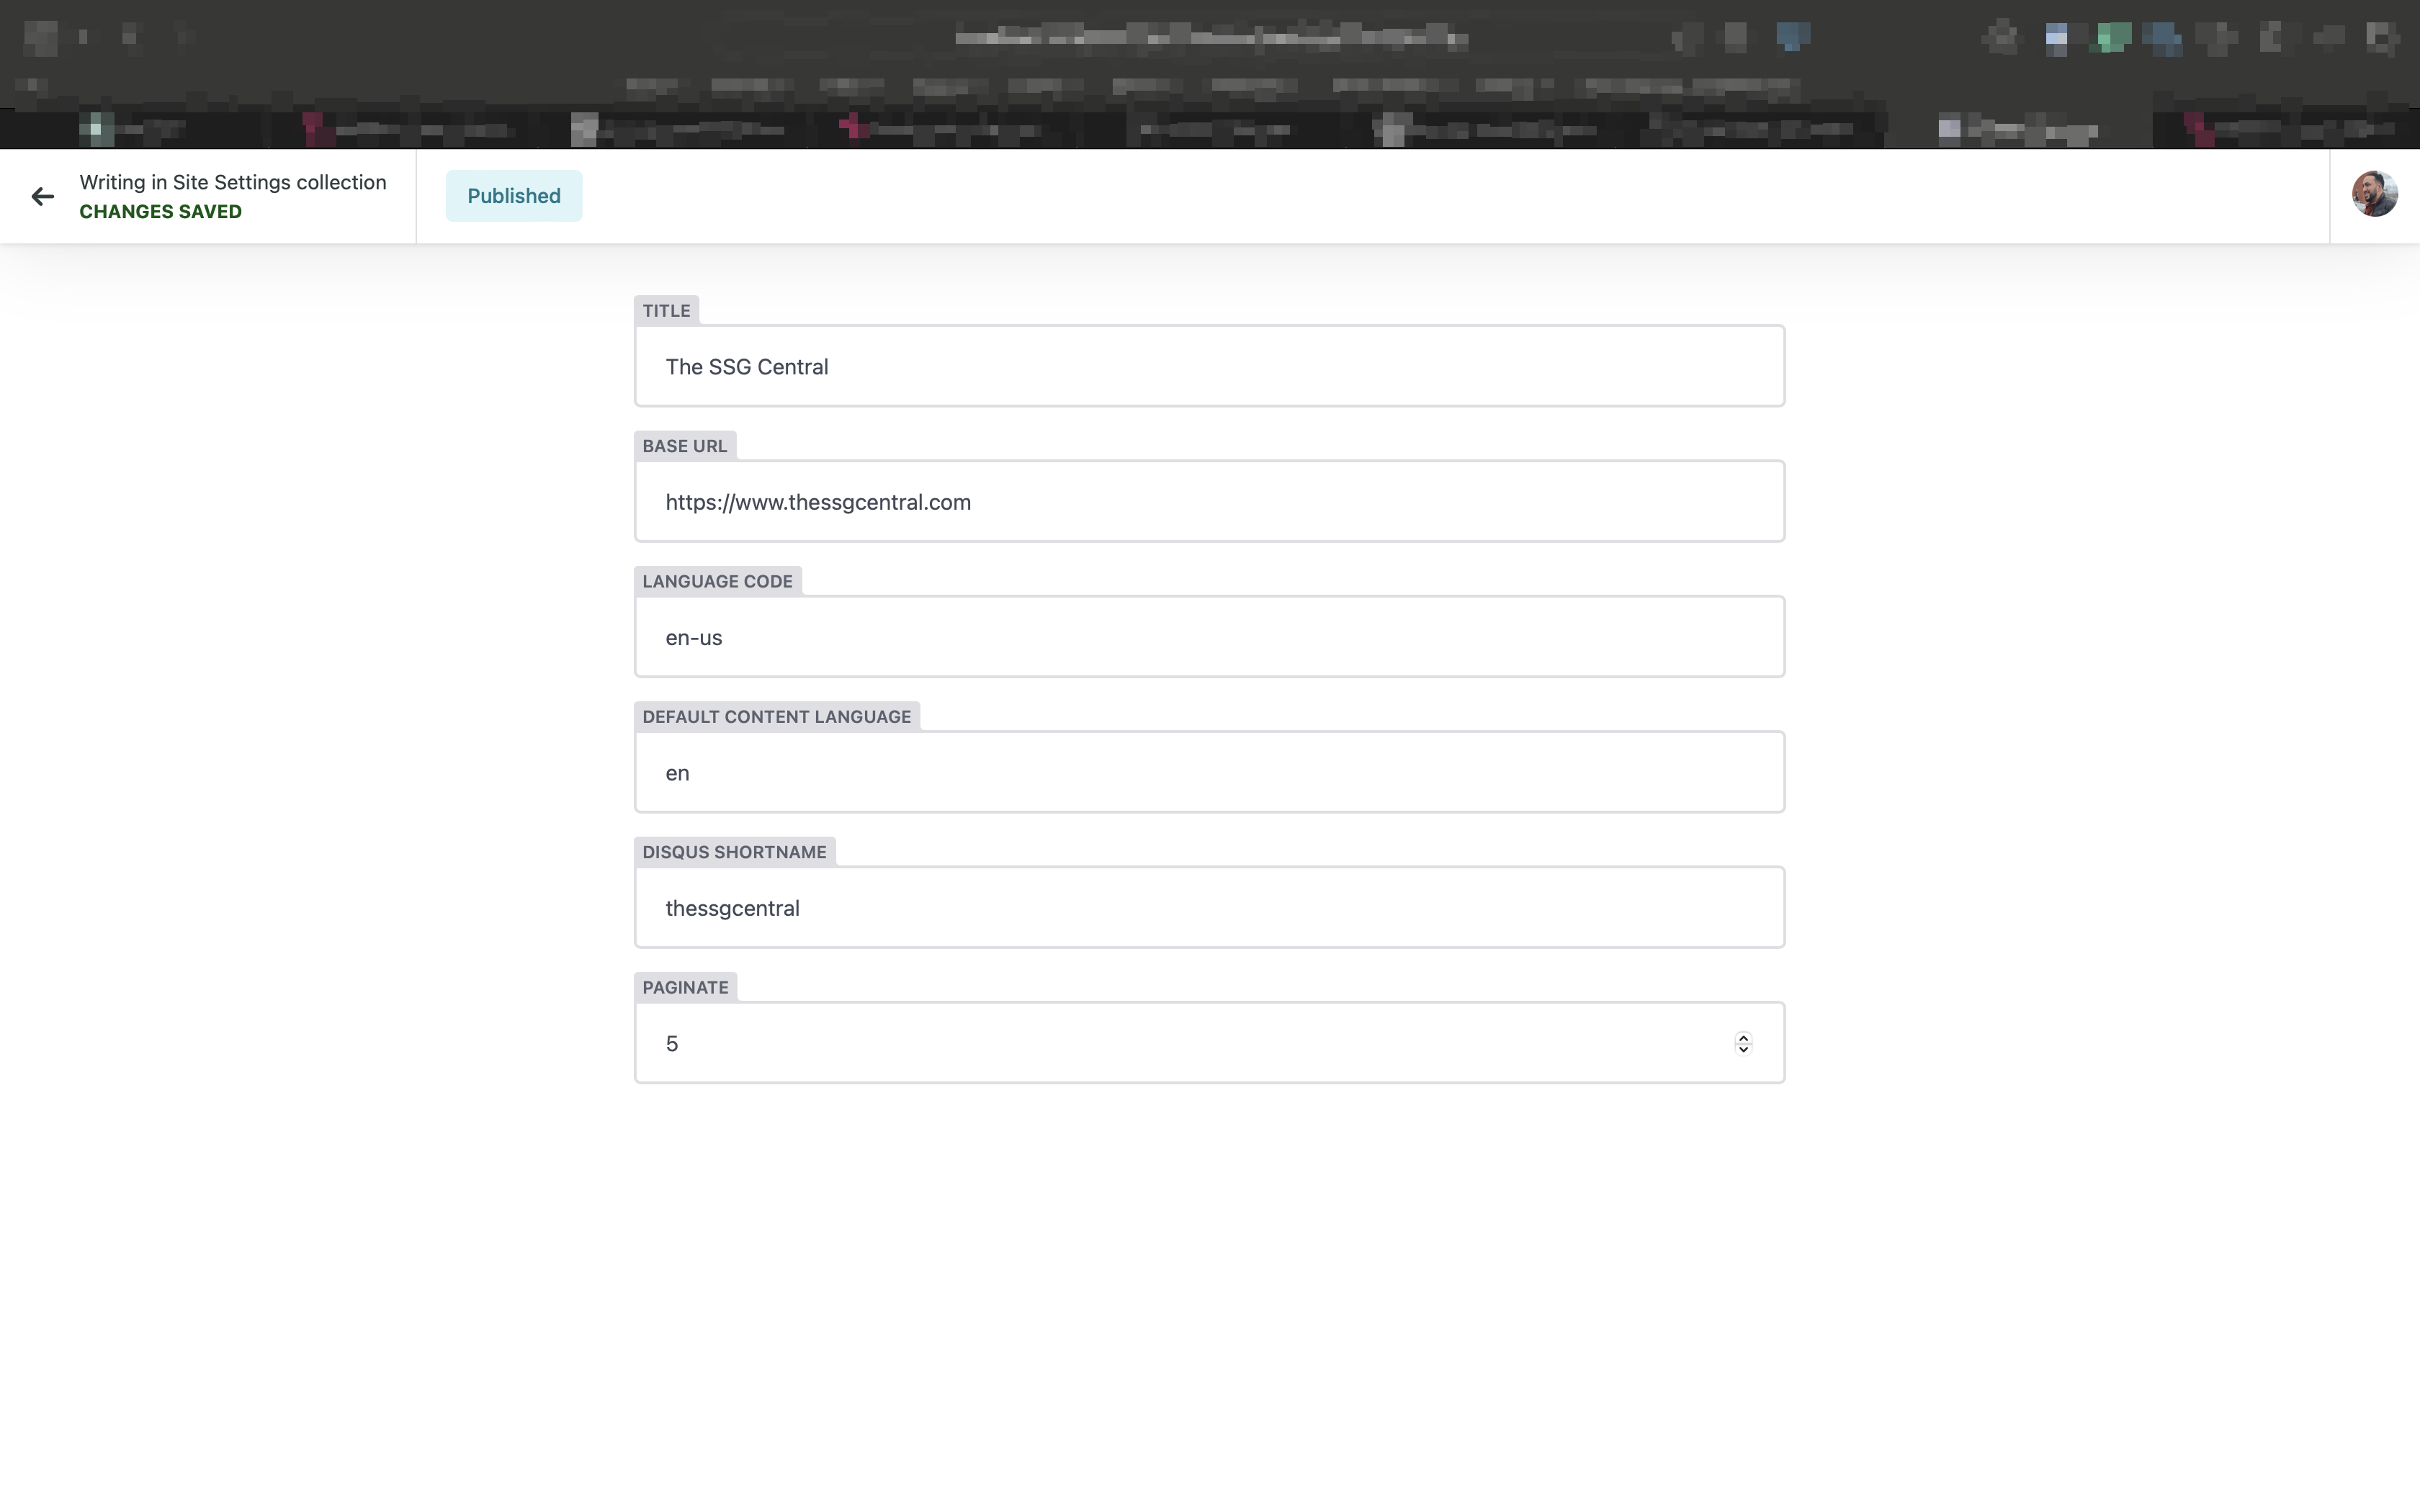 Writing in Site Settings collection
CHANGES SAVED
Published
TITLE
The SSG Central
BASE URL
https://www.thessgcentral.com
LANGUAGE CODE
en-us
DEFAULT CONTENT LANGUAGE
en
DISQUS SHORTNAME
thessgcentral
PAGINATE
5